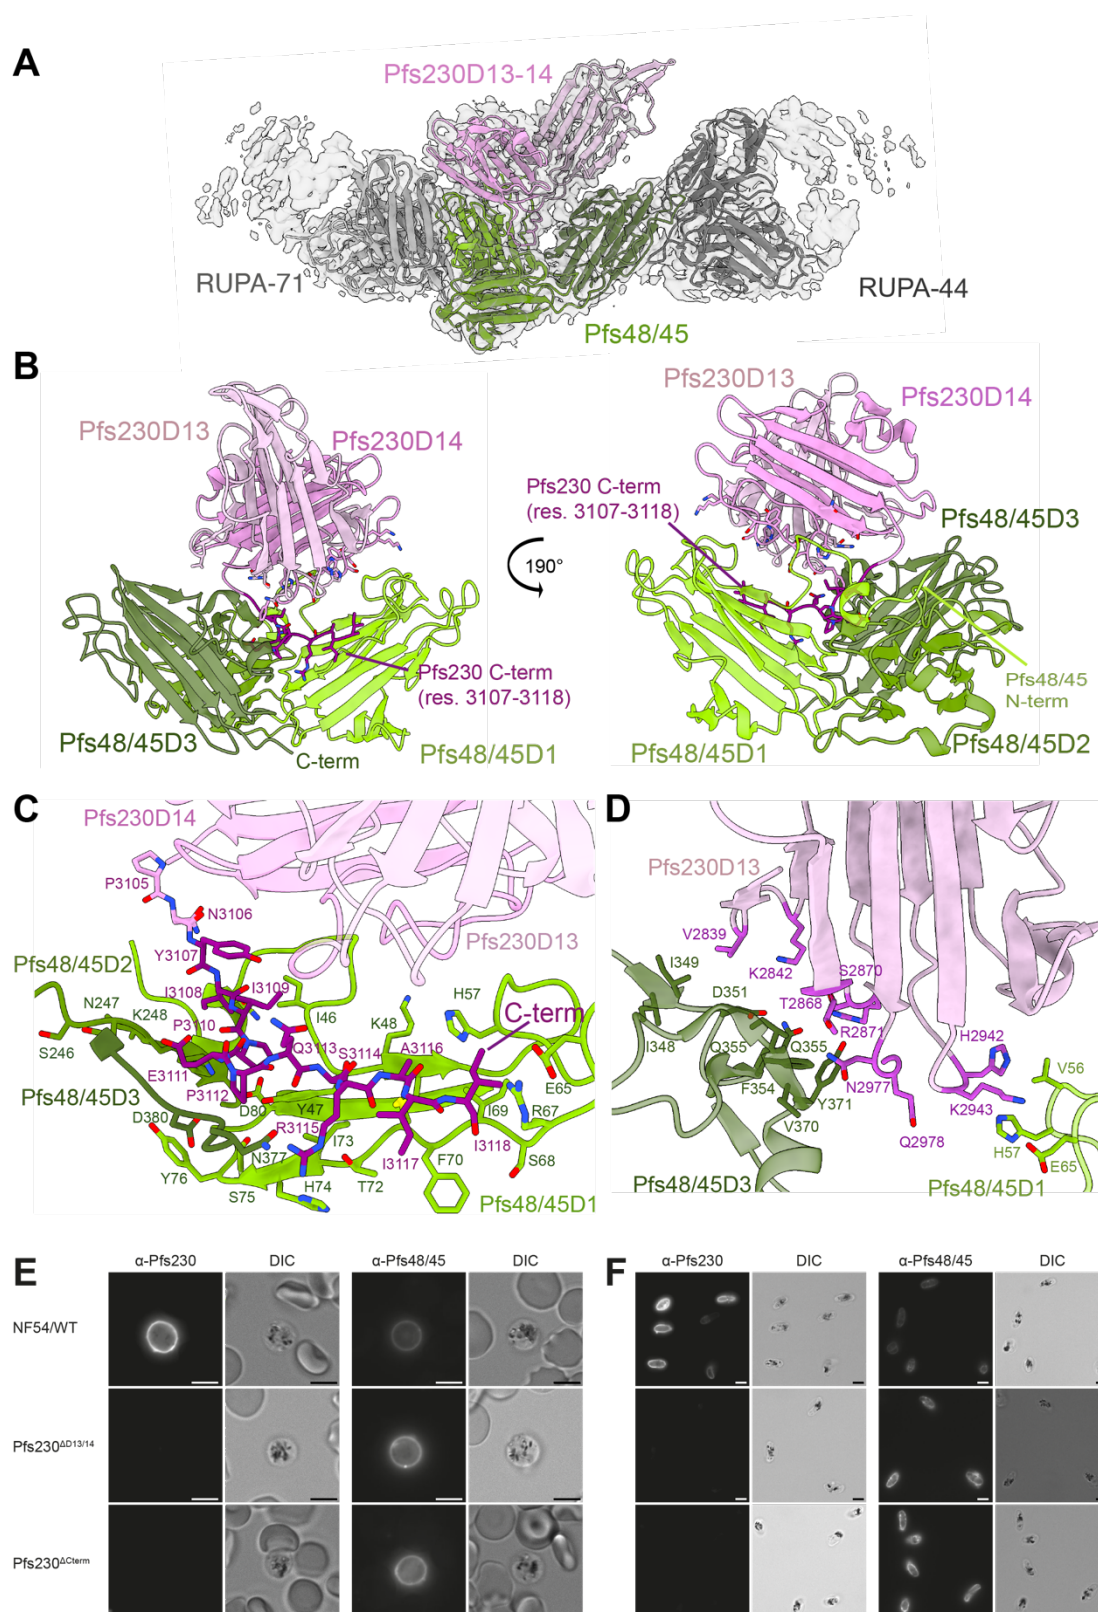 A
Pfs230D13-14
RUPA-71
RUPA-44
Pfs48/45
B
Pfs230D13
Pfs230D14
Pfs230 C-term
(res. 3107-3118)
Pfs48/45D3
C-term
Pfs48/45D1
190°
Pfs230D13
Pfs230D14
Pfs230 C-term
(res. 3107-3118)
Pfs48/45D3
Pfs48/45
N-term
Pfs48/45D1
Pfs48/45D2
C
Pfs230D14
P3105
N3106
Y3107
Pfs230D13
Pfs48/45D2
I3108
I3109
N247
K248
I46
K48
H57
C-term
P3110
S246
Q3113
S3114
A3116
E3111
E65
Pfs48/45D3
P3112
D80
Y47
I69
R67
D380
R3115
I3118
N377
I73
I3117
F70
S68
Y76
S75
H74
T72
Pfs48/45D1
D
Pfs230D13
V2839
K2842
I349
S2870
D351
T2868
R2871
H2942
I348
Q355
Q355
V56
F354
N2977
K2943
Y371
V370
Q2978
H57
E65
Pfs48/45D3
Pfs48/45D1
E
α-Pfs230
DIC
α-Pfs48/45
DIC
NF54/WT
Pfs230ΔD13/14
Pfs230ΔCterm
F
α-Pfs230
DIC
α-Pfs48/45
DIC